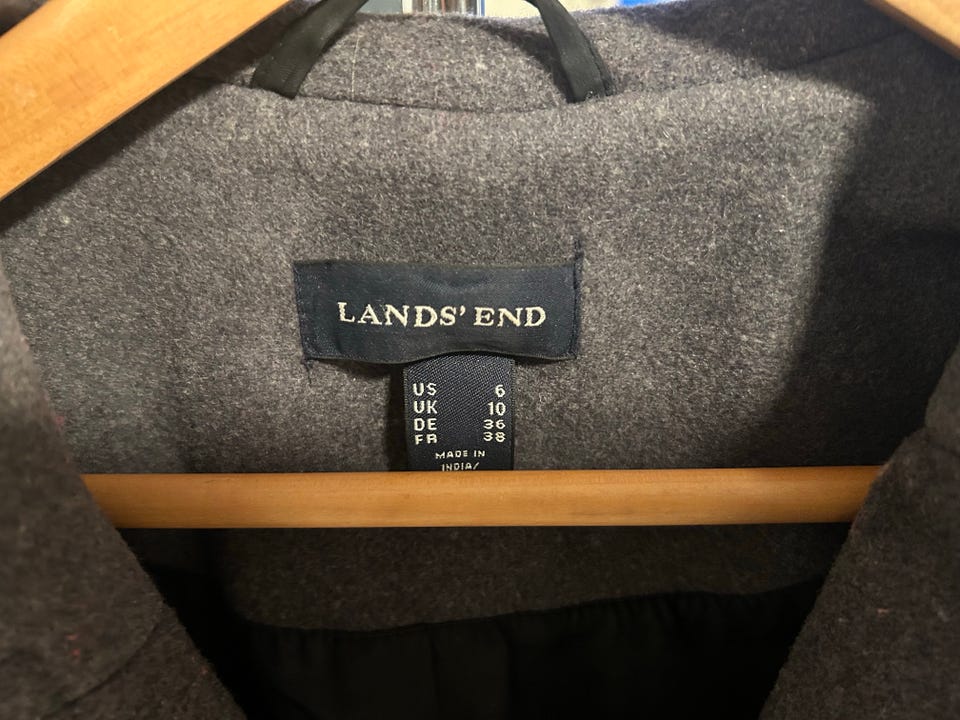 LANDS' END
US 6
UK 10
DE 36
FR 38
MADE IN
INDIA/